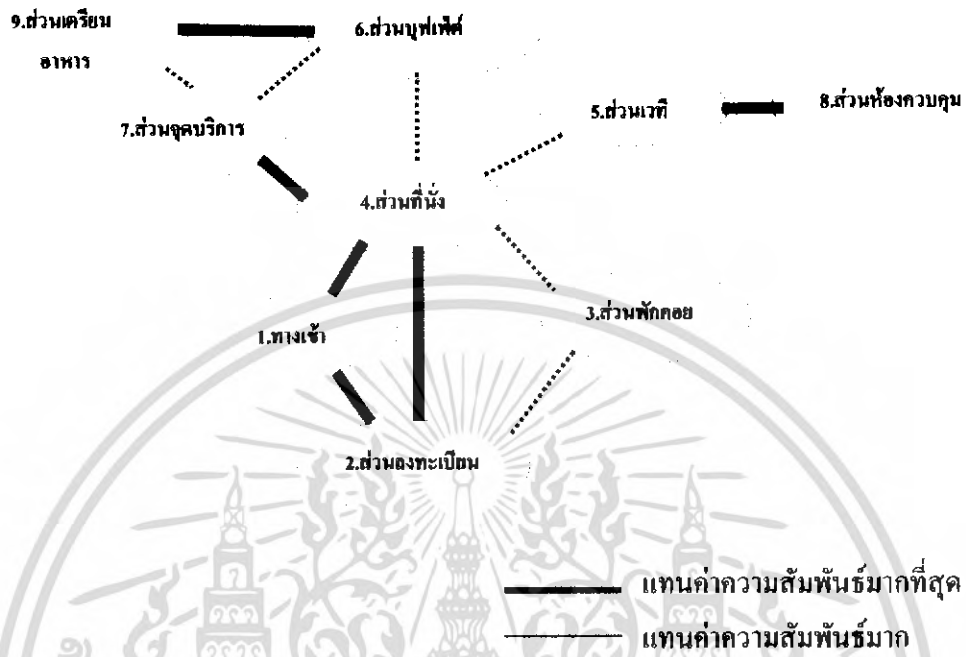 9.ส่วนเตรียม
อาหาร
6.ส่วนบุฟเฟ่ต์
5.ส่วนเวที
8.ส่วนห้องควบคุม
7.ส่วนจุดบริการ
4.ส่วนที่นั่ง
3.ส่วนพักคอย
1.ทางเข้า
2.ส่วนลงทะเบียน
แทนค่าความสัมพันธ์มากที่สุด
แทนค่าความสัมพันธ์มาก